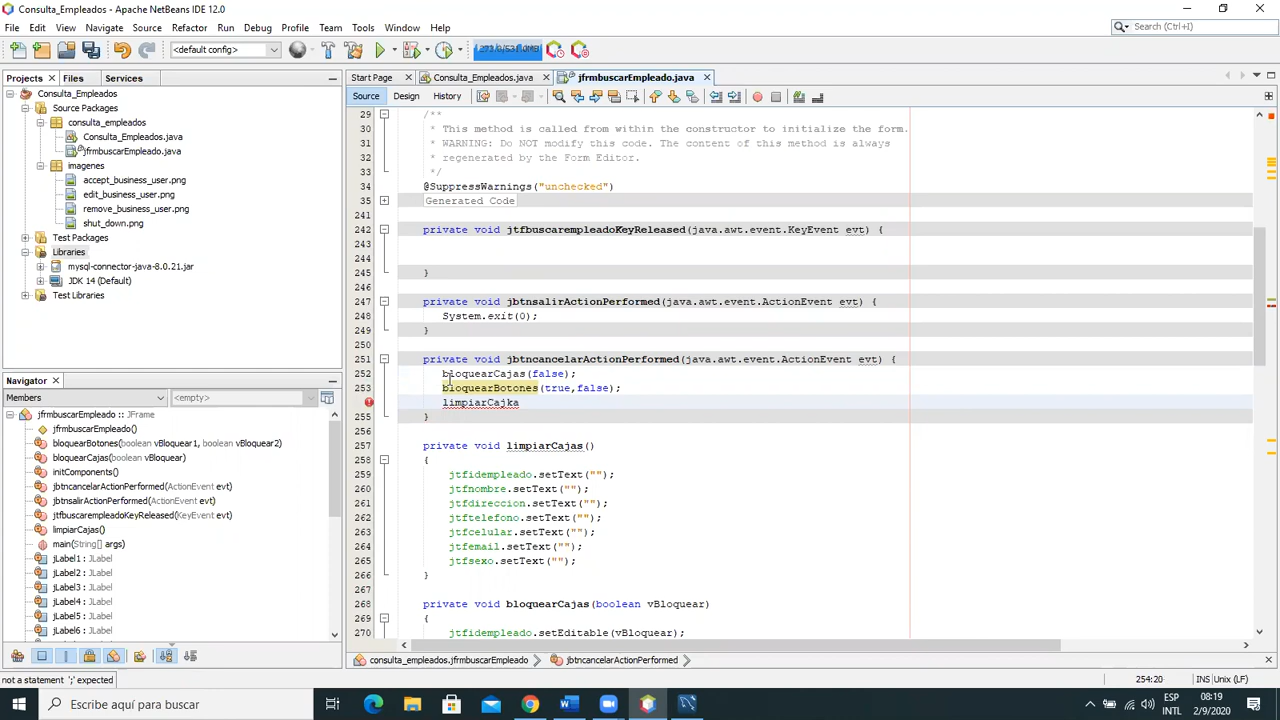 Consulta_Empleados - Apache NetBeans IDE 12.0
File Edit View Navigate Source Refactor Run Debug Profile Team Tools Window Help
Search (Ctrl+I)
<default config>
Projects Files Services
Start Page Consulta_Empleados.java jfrmbuscarEmpleado.java
Source Design History
Consulta_Empleados
Source Packages
consulta_empleados
Consulta_Empleados.java
jfrmbuscarEmpleado.java
imagenes
accept_business_user.png
edit_business_user.png
remove_business_user.png
shut_down.png
Test Packages
Libraries
mysql-connector-java-8.0.21.jar
JDK 14 (Default)
Test Libraries
Navigator
Members <empty>
jfrmbuscarEmpleado :: JFrame
jfrmbuscarEmpleado()
bloquearBotones(boolean vBloquear1, boolean vBloquear2)
bloquearCajas(boolean vBloquear)
initComponents()
jbtncancelarActionPerformed(ActionEvent evt)
jbtnsalirActionPerformed(ActionEvent evt)
jtfbuscarempleadoKeyReleased(KeyEvent evt)
limpiarCajas()
main(String[] args)
jLabel1 : JLabel
jLabel2 : JLabel
jLabel3 : JLabel
jLabel4 : JLabel
jLabel5 : JLabel
jLabel6 : JLabel
29 /**
30 * This method is called from within the constructor to initialize the form.
31 * WARNING: Do NOT modify this code. The content of this method is always
32 * regenerated by the Form Editor.
33 */
34 @SuppressWarnings("unchecked")
35 Generated Code
241
242 private void jtfbuscarempleadoKeyReleased(java.awt.event.KeyEvent evt) {
243
244
245 }
246
247 private void jbtnsalirActionPerformed(java.awt.event.ActionEvent evt) {
248 System.exit(0);
249 }
250
251 private void jbtncancelarActionPerformed(java.awt.event.ActionEvent evt) {
252 bloquearCajas(false);
253 bloquearBotones(true,false);
limpiarCajka
255 }
256
257 private void limpiarCajas()
258 {
259 jtfidempleado.setText("");
260 jtfnombre.setText("");
261 jtfdireccion.setText("");
262 jtftelefono.setText("");
263 jtfcelular.setText("");
264 jtfemail.setText("");
265 jtfsexo.setText("");
266 }
267
268 private void bloquearCajas(boolean vBloquear)
269 {
270 jtfidempleado.setEditable(vBloquear);
consulta_empleados.jfrmbuscarEmpleado jbtncancelarActionPerformed
not a statement ';' expected
254:20 INS Unix (LF)
Escribe aquí para buscar
ESP
INTL
08:19
2/9/2020